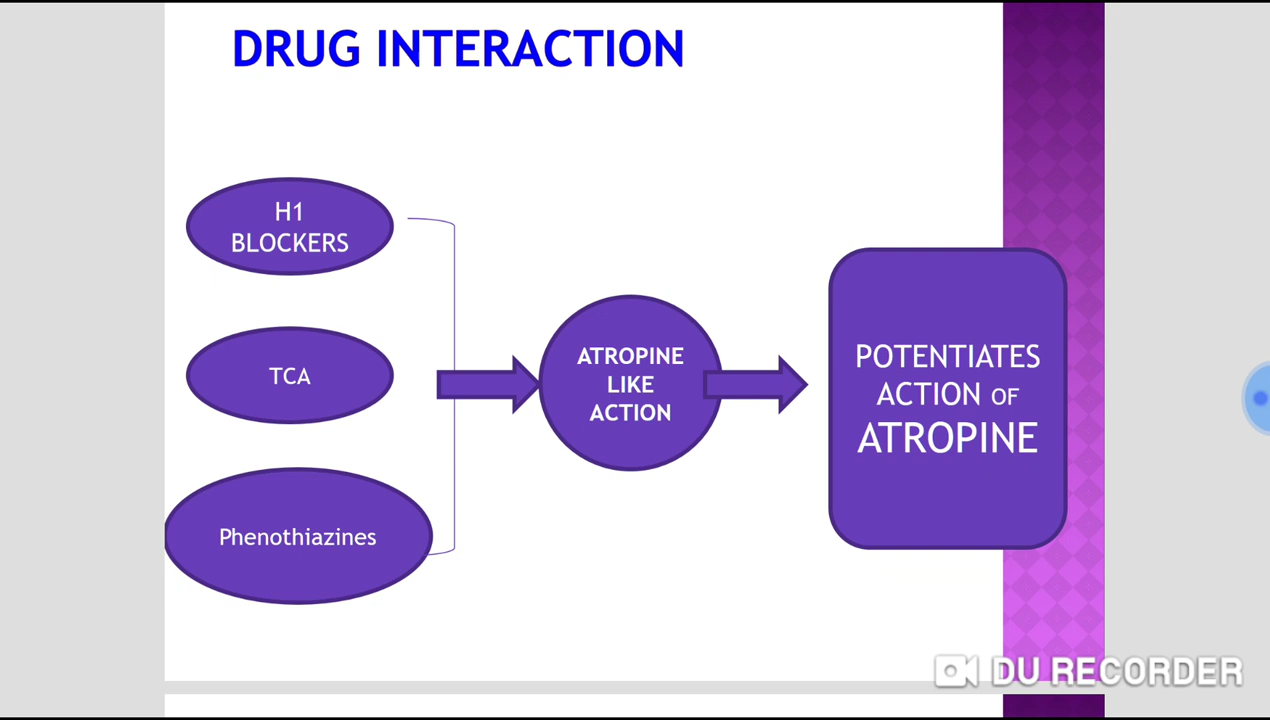 DRUG INTERACTION
H1
BLOCKERS
TCA
Phenothiazines
ATROPINE
LIKE
ACTION
POTENTIATES
ACTION OF
ATROPINE
DU RECORDER